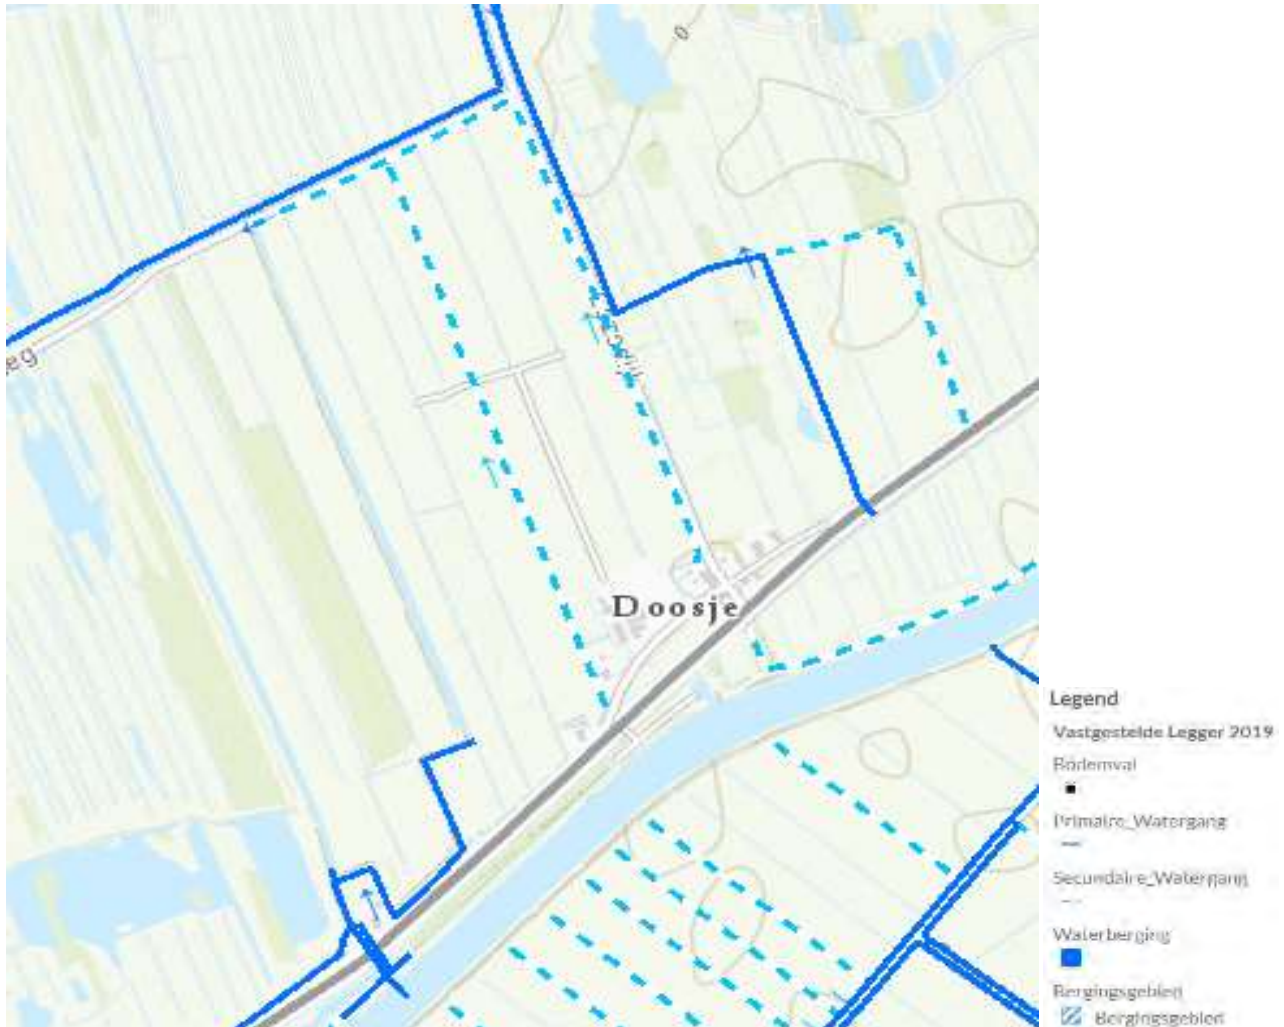 Doosje
Legend
Vastgestelde Legger 2019
Bodemval
Primaire_Watergang
Secundaire_Watergang
Waterberging
Bergingsgebied
Bergingsgebied